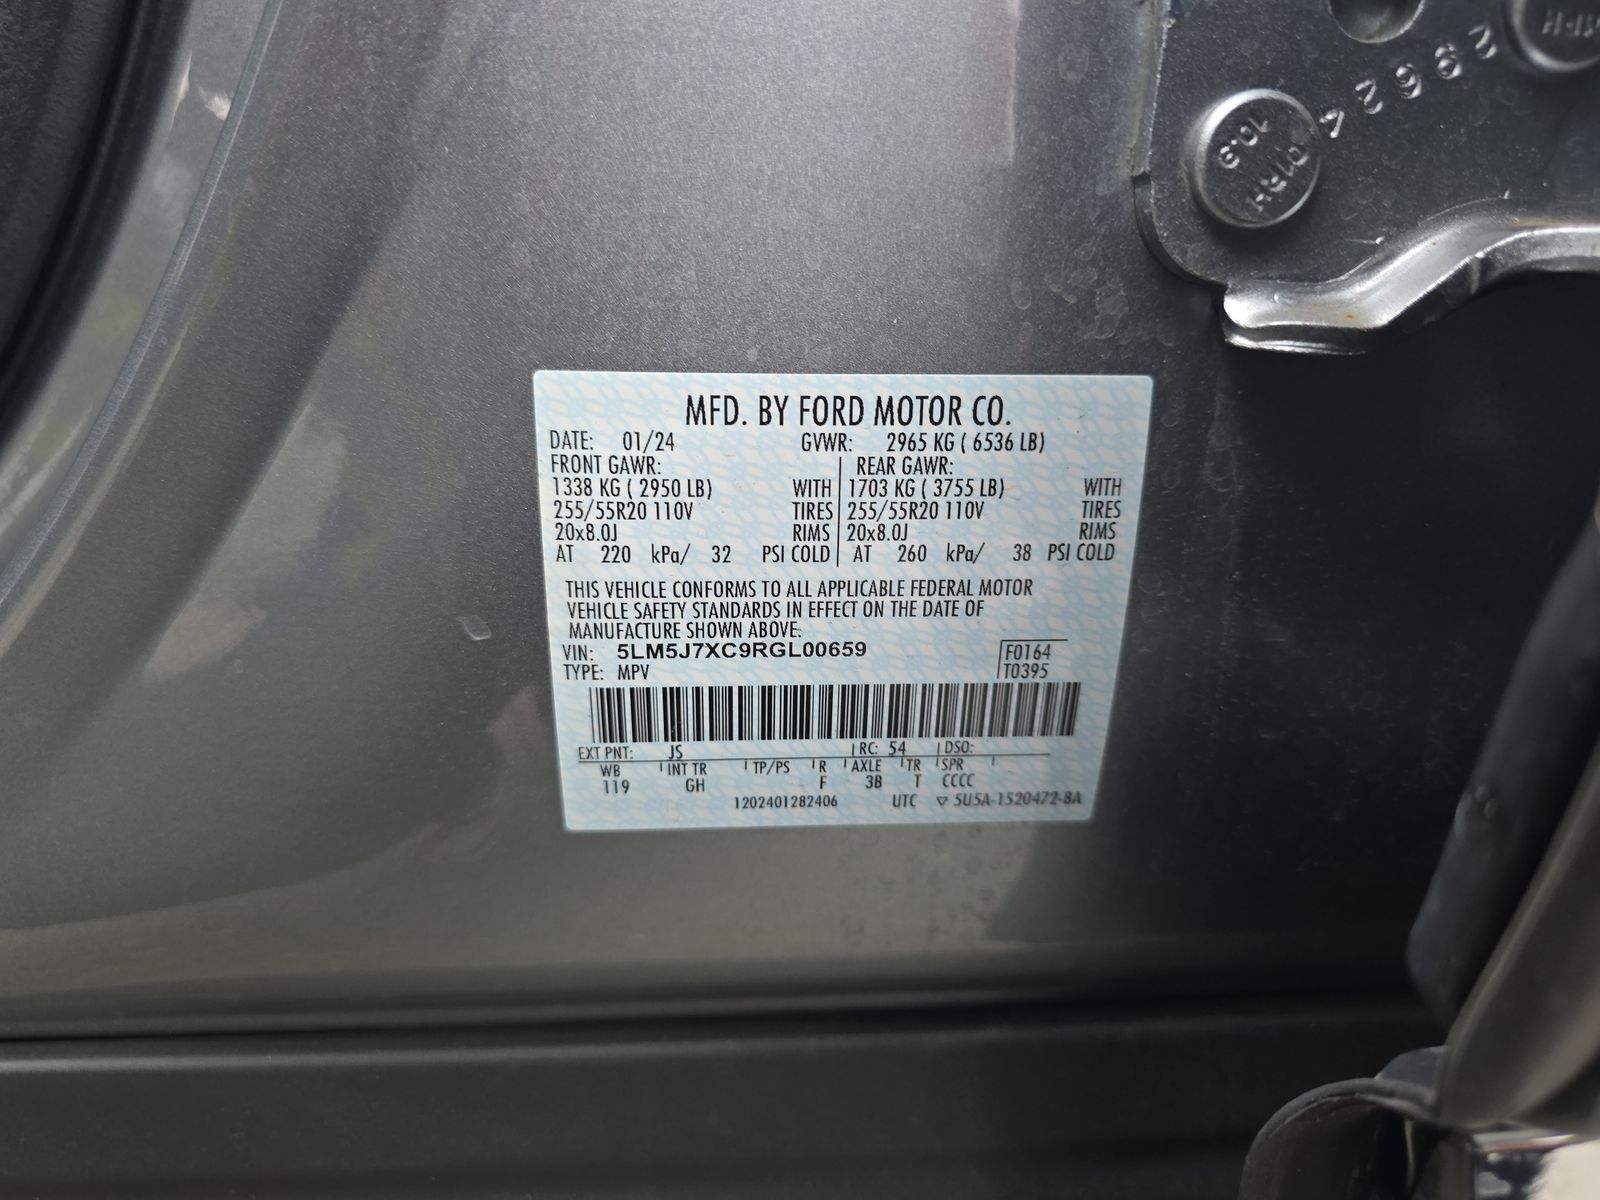 29624
10.9
01RH
MFD. BY FORD MOTOR CO.
DATE: 01/24 GVWR: 2965 KG ( 6536 LB)
FRONT GAWR: REAR GAWR:
1338 KG ( 2950 LB) WITH 1703 KG ( 3755 LB) WITH
255/55R20 110V TIRES 255/55R20 110V TIRES
20x8.0J RIMS 20x8.0J RIMS
AT 220 kPa/ 32 PSI COLD AT 260 kPa/ 38 PSI COLD
THIS VEHICLE CONFORMS TO ALL APPLICABLE FEDERAL MOTOR
VEHICLE SAFETY STANDARDS IN EFFECT ON THE DATE OF
MANUFACTURE SHOWN ABOVE.
VIN: 5LM5J7XC9RGL00659 F0164
TYPE: MPV T0395
EXT PNT: JS RC: 54 DSO:
WB INT TR TP/PS R AXLE TR SPR
119 GH F 3B T CCCC
1202401282406 UTC ▽ 5U5A-1520472-BA